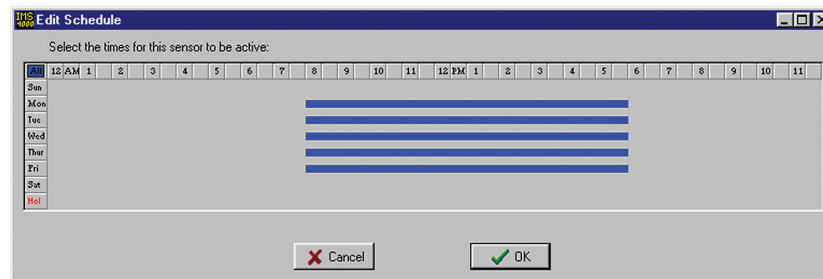 IMS 4000 Edit Schedule
Select the times for this sensor to be active:
All 12 AM 1 2 3 4 5 6 7 8 9 10 11 12 PM 1 2 3 4 5 6 7 8 9 10 11
Sun
Mon
Tue
Wed
Thur
Fri
Sat
Hol
Cancel OK